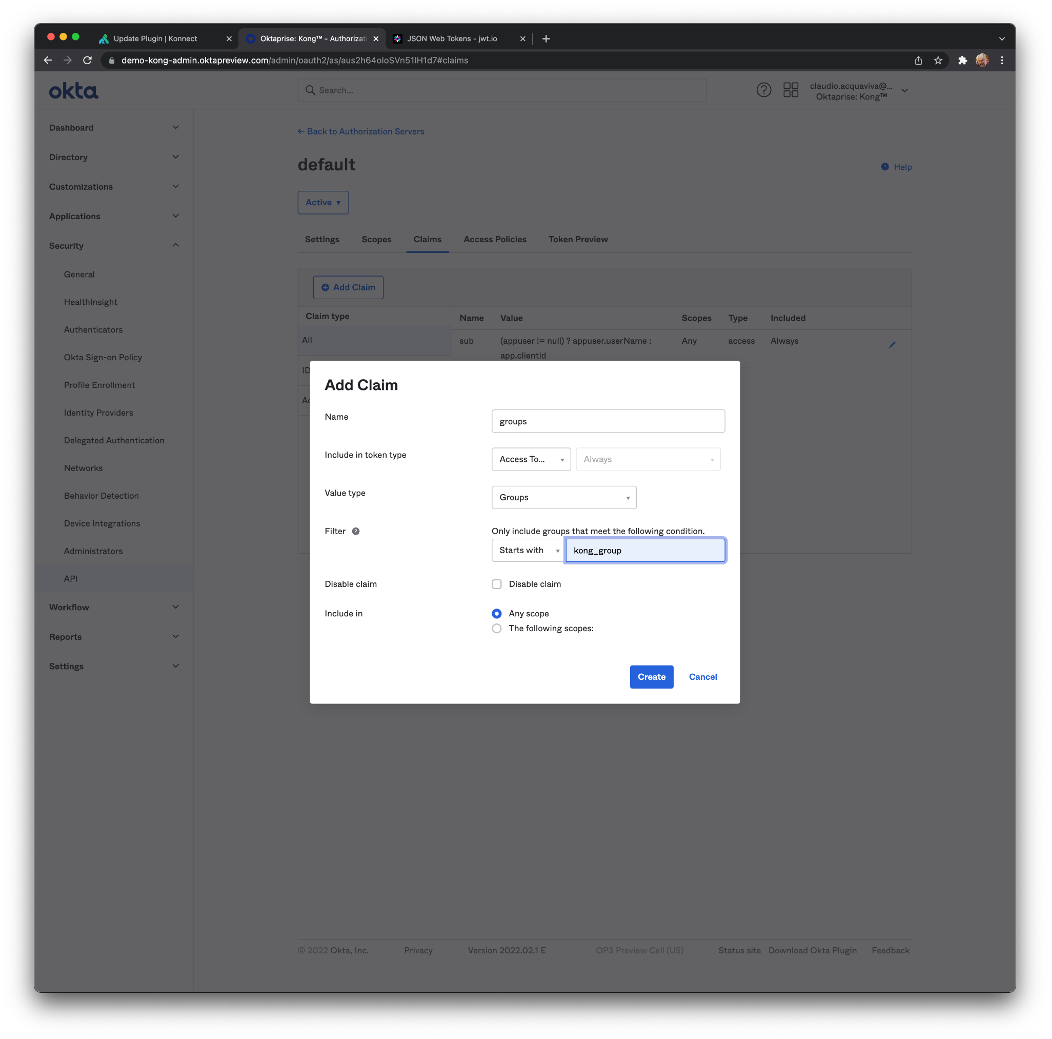 Update Plugin | Konnect
Oktaprise: Kong™ - Authorizati
JSON Web Tokens - jwt.io
demo-kong-admin.oktapreview.com/admin/oauth2/as/aus2h64oloSVn51lH1d7#claims
okta
Search...
claudio.acquaviva@...
Oktaprise: Kong™
Dashboard
Directory
Customizations
Applications
Security
General
HealthInsight
Authenticators
Okta Sign-on Policy
Profile Enrollment
Identity Providers
Delegated Authentication
Networks
Behavior Detection
Device Integrations
Administrators
API
Workflow
Reports
Settings
← Back to Authorization Servers
default
Help
Active
Settings Scopes Claims Access Policies Token Preview
Add Claim
Claim type
All
ID
Ac
Name Value Scopes Type Included
sub (appuser != null) ? appuser.userName : Any access Always
app.clientId
Add Claim
Name groups
Include in token type Access To... Always
Value type Groups
Filter Only include groups that meet the following condition.
Starts with kong_group
Disable claim Disable claim
Include in Any scope
The following scopes:
Create Cancel
© 2022 Okta, Inc. Privacy Version 2022.02.1 E OP3 Preview Cell (US) Status site Download Okta Plugin Feedback